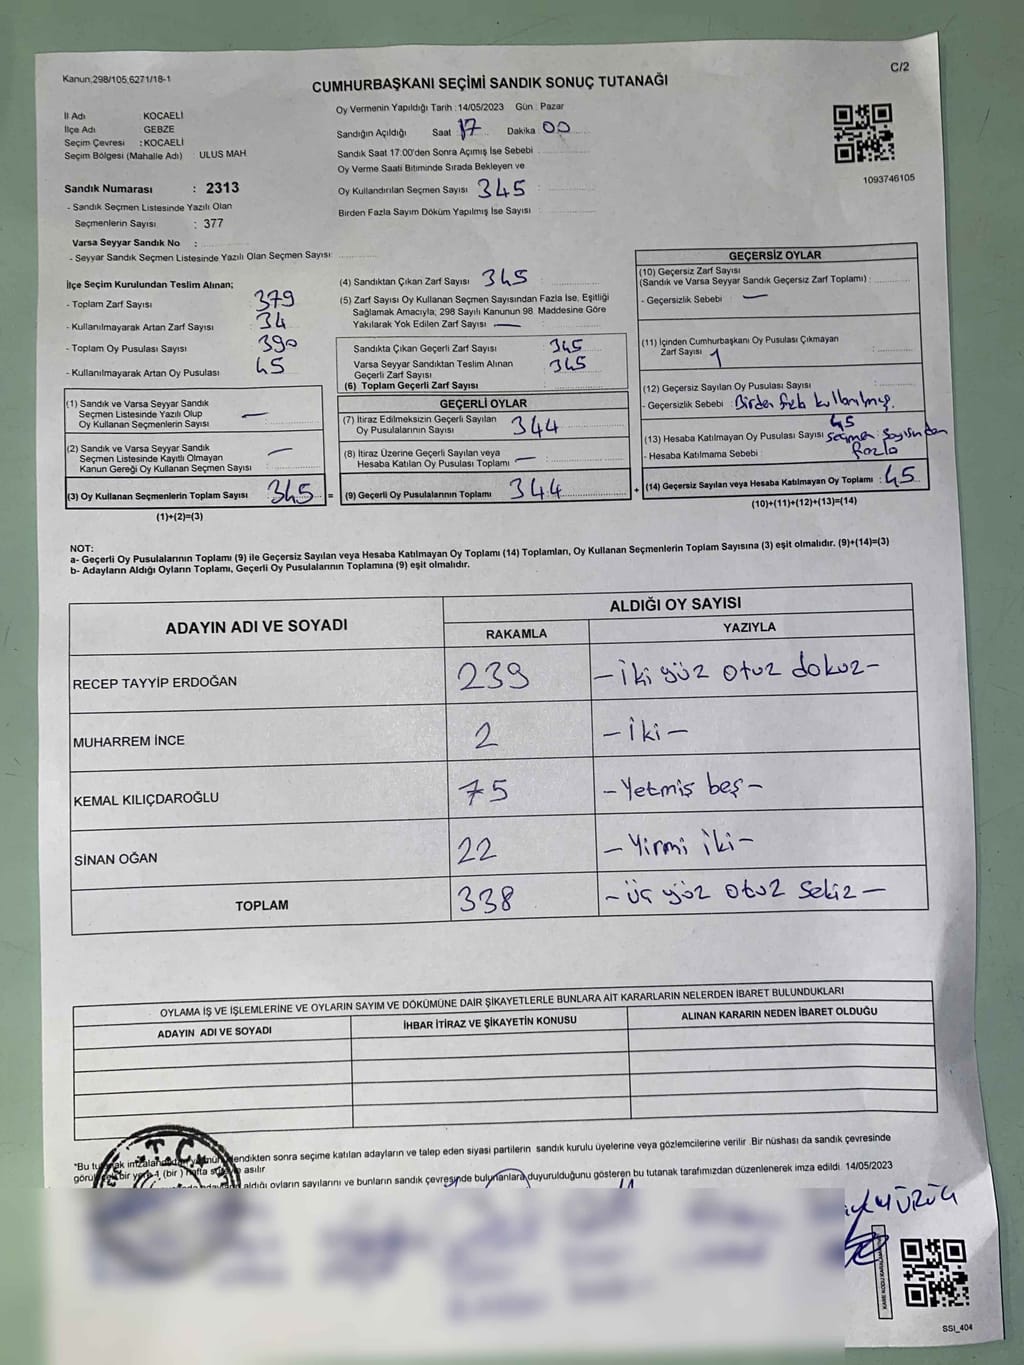 Kanun:298/105.6271/18-1
C/2
CUMHURBAŞKANI SEÇİMİ SANDIK SONUÇ TUTANAĞI
İl Adı KOCAELİ
İlçe Adı GEBZE
Seçim Çevresi : KOCAELİ
Seçim Bölgesi (Mahalle Adı) ULUS MAH
Sandık Numarası : 2313
- Sandık Seçmen Listesinde Yazılı Olan
Seçmenlerin Sayısı : 377
Varsa Seyyar Sandık No :
- Seyyar Sandık Seçmen Listesinde Yazılı Olan Seçmen Sayısı:
Oy Vermenin Yapıldığı Tarih : 14/05/2023 Gün : Pazar
Sandığın Açıldığı Saat 17 Dakika 00
Sandık Saat 17:00'den Sonra Açımış İse Sebebi
Oy Verme Saati Bitiminde Sırada Bekleyen ve
Oy Kullandırılan Seçmen Sayısı 345
Birden Fazla Sayım Döküm Yapılmış İse Sayısı :
1093746105
İlçe Seçim Kurulundan Teslim Alınan;
- Toplam Zarf Sayısı 379
- Kullanılmayarak Artan Zarf Sayısı 34
- Toplam Oy Pusulası Sayısı 390
- Kullanılmayarak Artan Oy Pusulası 45
(1) Sandık ve Varsa Seyyar Sandık
Seçmen Listesinde Yazılı Olup
Oy Kullanan Seçmenlerin Sayısı —
(2) Sandık ve Varsa Seyyar Sandık
Seçmen Listesinde Kayıtlı Olmayan
Kanun Gereği Oy Kullanan Seçmen Sayısı —
(3) Oy Kullanan Seçmenlerin Toplam Sayısı 345 =
(1)+(2)=(3)
(4) Sandıktan Çıkan Zarf Sayısı 345
(5) Zarf Sayısı Oy Kullanan Seçmen Sayısından Fazla İse, Eşitliği
Sağlamak Amacıyla, 298 Sayılı Kanunun 98. Maddesine Göre
Yakılarak Yok Edilen Zarf Sayısı —
Sandıkta Çıkan Geçerli Zarf Sayısı 345
Varsa Seyyar Sandıktan Teslim Alınan 345
Geçerli Zarf Sayısı
(6) Toplam Geçerli Zarf Sayısı
GEÇERLİ OYLAR
(7) İtiraz Edilmeksizin Geçerli Sayılan
Oy Pusulalarının Sayısı 344
(8) İtiraz Üzerine Geçerli Sayılan veya
Hesaba Katılan Oy Pusulası Toplamı —
(9) Geçerli Oy Pusulalarının Toplamı 344 +
GEÇERSİZ OYLAR
(10) Geçersiz Zarf Sayısı
(Sandık ve Varsa Seyyar Sandık Geçersiz Zarf Toplamı) :
- Geçersizlik Sebebi : —
(11) İçinden Cumhurbaşkanı Oy Pusulası Çıkmayan
Zarf Sayısı 1 :
(12) Geçersiz Sayılan Oy Pusulası Sayısı :
- Geçersizlik Sebebi : Birden fazla kullanılmış.
45
(13) Hesaba Katılmayan Oy Pusulası Sayısı : Seçmen sayısından
- Hesaba Katılmama Sebebi : fazla
(14) Geçersiz Sayılan veya Hesaba Katılmayan Oy Toplamı : 45
(10)+(11)+(12)+(13)=(14)
NOT:
a- Geçerli Oy Pusulalarının Toplamı (9) ile Geçersiz Sayılan veya Hesaba Katılmayan Oy Toplamı (14) Toplamları, Oy Kullanan Seçmenlerin Toplam Sayısına (3) eşit olmalıdır. (9)+(14)=(3)
b- Adayların Aldığı Oyların Toplamı, Geçerli Oy Pusulalarının Toplamına (9) eşit olmalıdır.
ADAYIN ADI VE SOYADI
ALDIĞI OY SAYISI
RAKAMLA YAZIYLA
RECEP TAYYİP ERDOĞAN 239 —İki yüz otuz dokuz—
MUHARREM İNCE 2 —İki—
KEMAL KILIÇDAROĞLU 75 —Yetmiş beş—
SİNAN OĞAN 22 —Yirmi iki—
TOPLAM 338 —Üç yüz otuz sekiz—
OYLAMA İŞ VE İŞLEMLERİNE VE OYLARIN SAYIM VE DÖKÜMÜNE DAİR ŞİKAYETLERLE BUNLARA AİT KARARLARIN NELERDEN İBARET BULUNDUKLARI
ADAYIN ADI VE SOYADI İHBAR İTİRAZ VE ŞİKAYETİN KONUSU ALINAN KARARIN NEDEN İBARET OLDUĞU
T.C.
*Bu imzalandıktan sonra seçime katılan adayların ve talep eden siyasi partilerin sandık kurulu üyelerine veya gözlemcilerine verilir. Bir nüshası da sandık çevresinde
bir yere 1 (bir) hafta asılır
aldığı oyların sayılarını ve bunların sandık çevresinde bulunanlara duyurulduğunu gösteren bu tutanak tarafımızdan düzenlenerek imza edildi. 14/05/2023
SSI_404